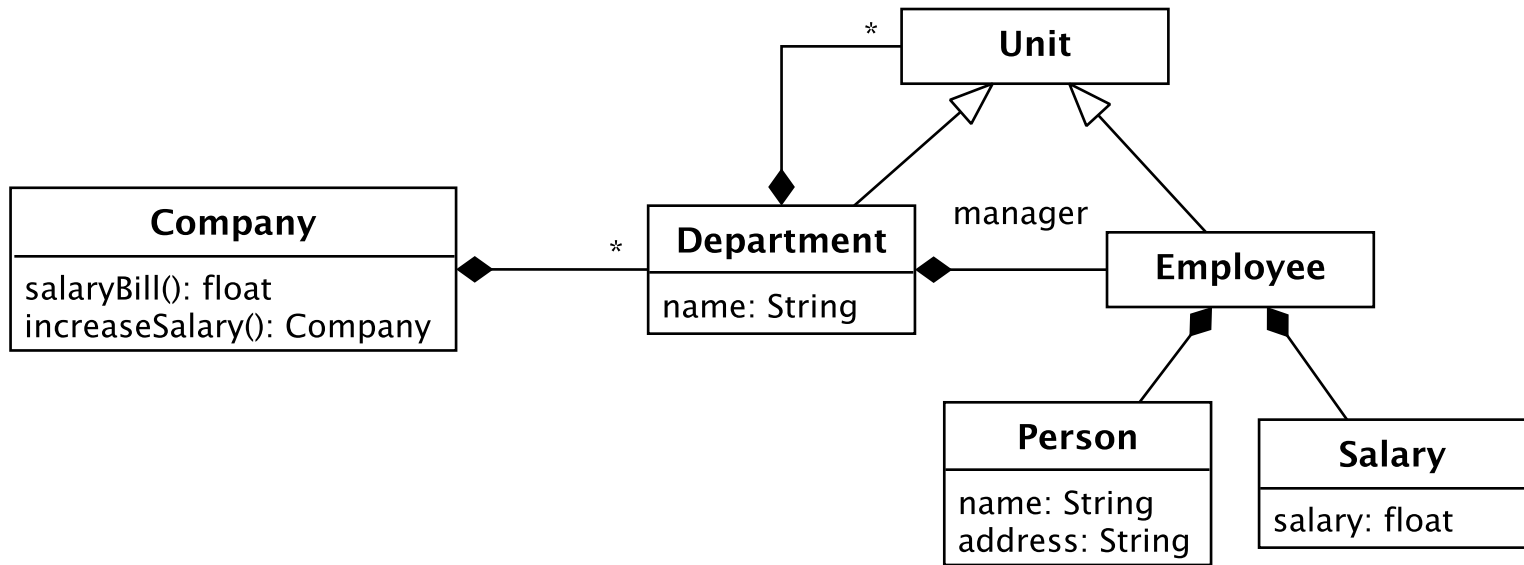 *
Unit
Company
salaryBill(): float
increaseSalary(): Company
*
Department
name: String
manager
Employee
Person
name: String
address: String
Salary
salary: float